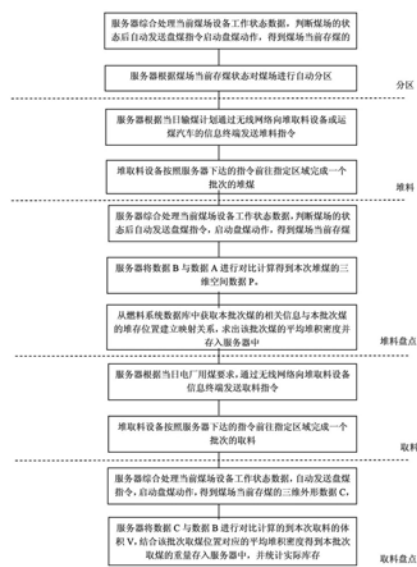 服务器综合处理当前煤场设备工作状态数据，判断煤场的状
态后自动发送盘煤指令启动盘煤动作，得到煤场当前存煤的
服务器根据煤场当前存煤状态对煤场进行自动分区
分区
服务器根据当日输煤计划通过无线网络向堆取料设备或运
煤汽车的信息终端发送堆料指令
堆取料设备按照服务器下达的指令前往指定区域完成一个
批次的堆煤
堆料
服务器综合处理当前煤场设备工作状态数据，判断煤场的状
态后自动发送盘煤指令，启动盘煤动作，得到煤场当前存煤
服务器将数据 B 与数据 A 进行对比计算得到本次堆煤的三
维空间数据 P。
从燃料系统数据库中获取本批次煤的相关信息与本批次煤
的堆存位置建立映射关系，求出该批次煤的平均堆积密度并
存入服务器中
堆料盘点
服务器根据当日电厂用煤要求，通过无线网络向堆取料设备
信息终端发送取料指令
堆取料设备按照服务器下达的指令前往指定区域完成一个
批次的取料
取料
服务器综合处理当前煤场设备工作状态数据，自动发送盘煤
指令，启动盘煤动作，得到煤场当前存煤的三维外形数据 C，
服务器将数据 C 与数据 B 进行对比计算的到本次取料的体
积 V，结合该批次取煤位置对应的平均堆积密度得到本批次
取煤的重量存入服务器中，并统计实际库存
取料盘点